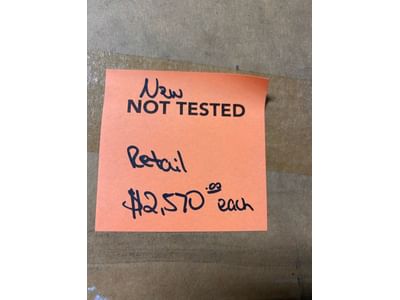 New
NOT TESTED
Retail
$2,570.00 each